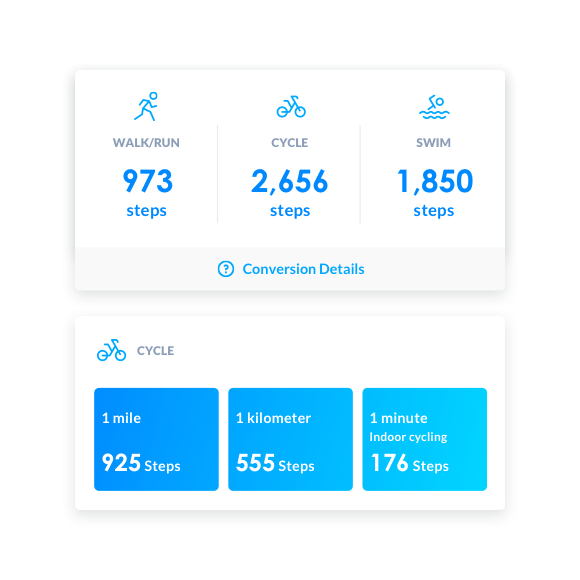 WALK/RUN
CYCLE
SWIM
973
2,656
1,850
steps
steps
steps
? Conversion Details
CYCLE
1 mile
925 Steps
1 kilometer
555 Steps
1 minute
Indoor cycling
176 Steps